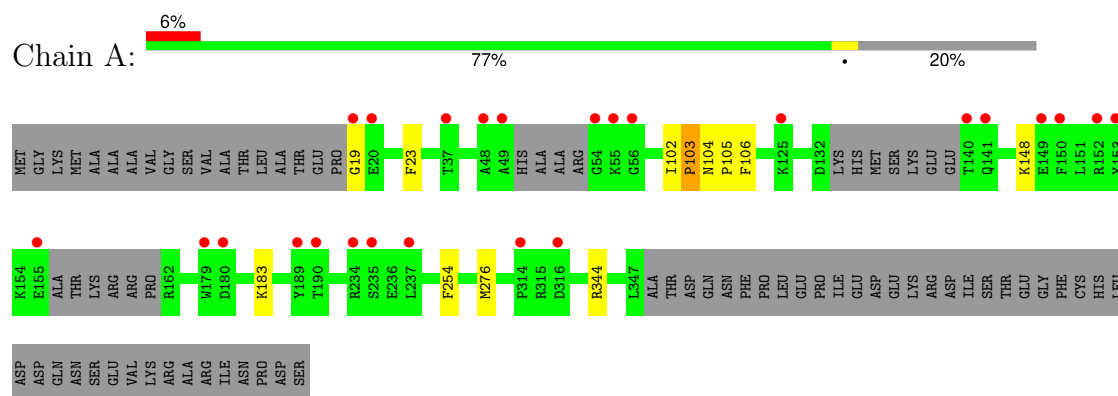 6%
Chain A:
77% • 20%
MET GLY LYS MET ALA ALA ALA VAL GLY SER VAL ALA THR LEU ALA THR GLU PRO G19 E20 F23 T37 A48 A49 HIS ALA ALA ARG G54 K55 G56 I102 P103 N104 P105 F106 K125 D132 LYS HIS MET SER LYS GLU GLU T140 Q141 K148 E149 F150 L151 R152 Y153
K154 E155 ALA THR LYS ARG ARG PRO R162 W179 D180 K183 Y189 T190 R234 S235 E236 L237 F254 M276 P314 R315 D316 R344 L347 ALA THR ASP GLN ASN PHE PRO LEU GLU PRO ILE GLU ASP GLU LYS ARG ASP ILE SER THR GLU GLY PHE CYS HIS LEU
ASP ASP GLN ASN SER GLU VAL LYS ARG ALA ARG ILE ASN PRO ASP SER